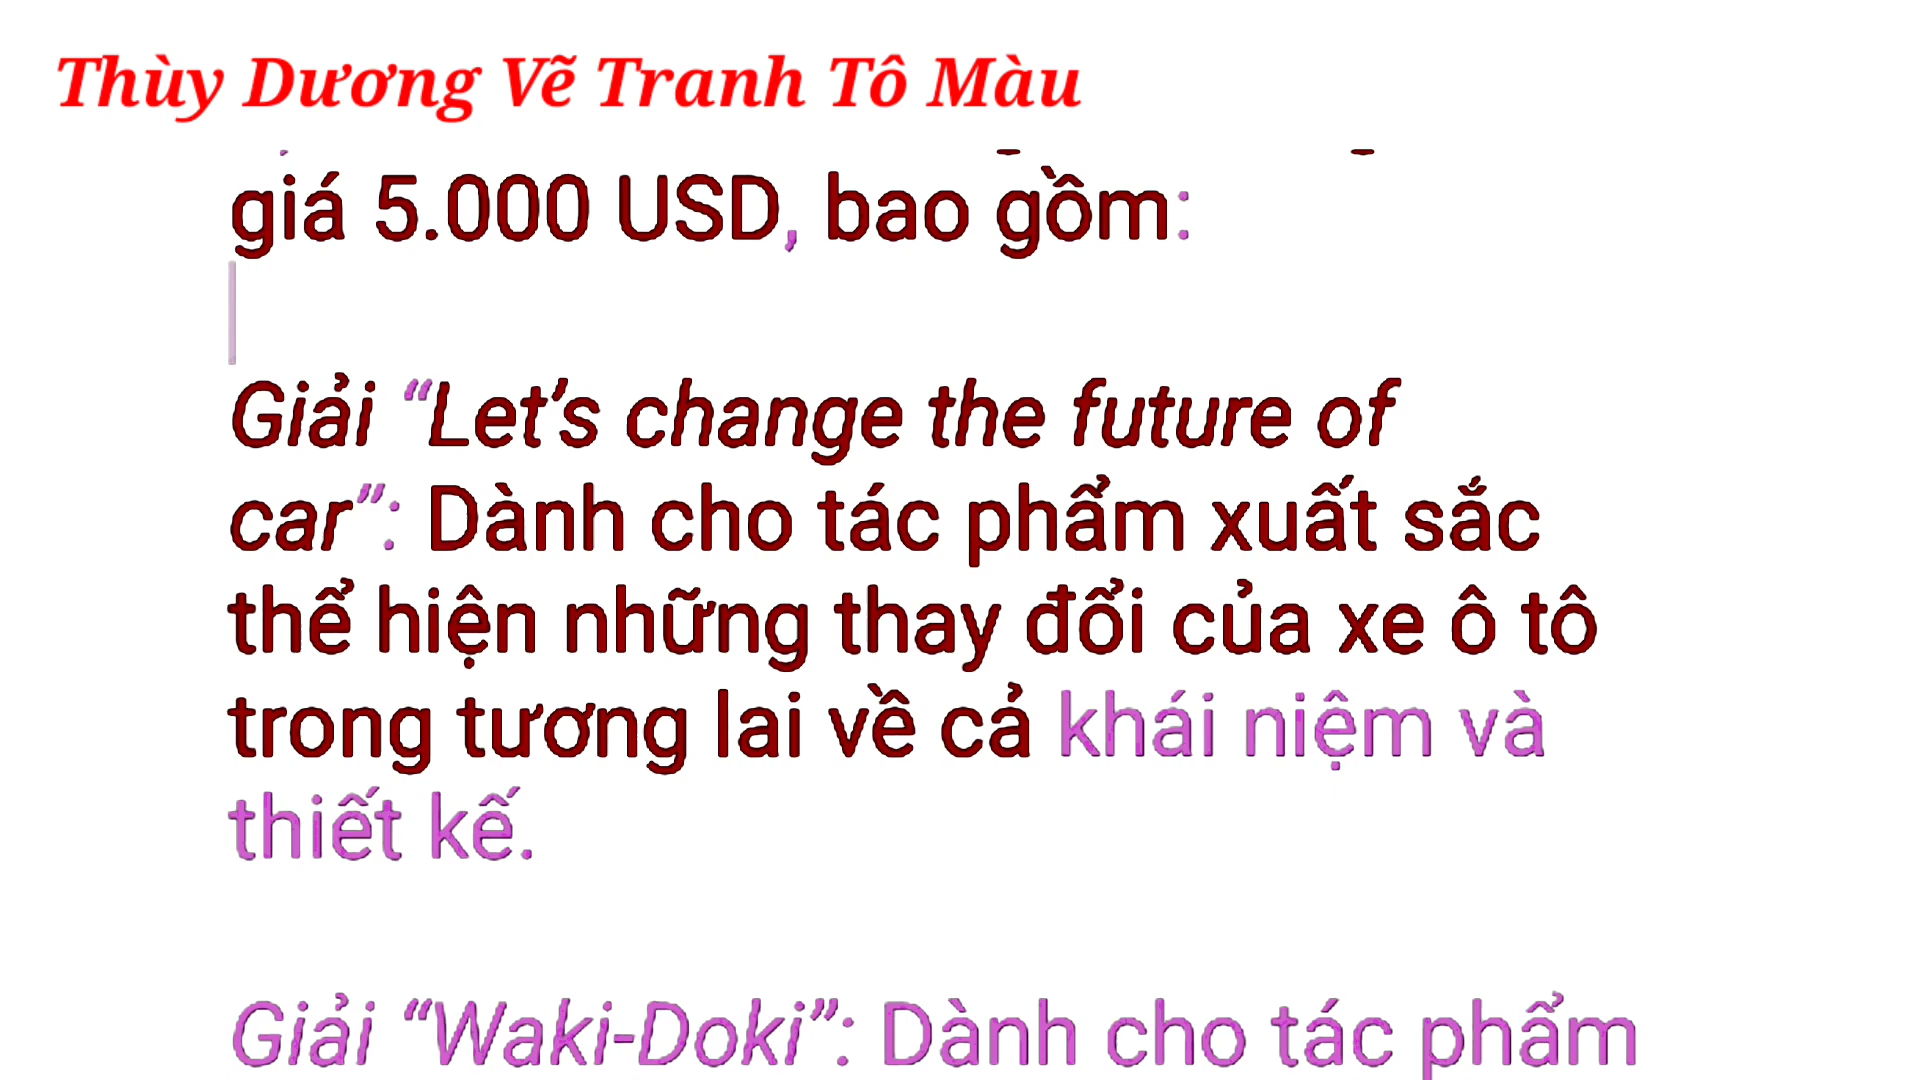 Thùy Dương Vẽ Tranh Tô Màu
giá 5.000 USD, bao gồm:
Giải “Let’s change the future of
car”: Dành cho tác phẩm xuất sắc
thể hiện những thay đổi của xe ô tô
trong tương lai về cả khái niệm và
thiết kế.
Giải “Waki-Doki”: Dành cho tác phẩm